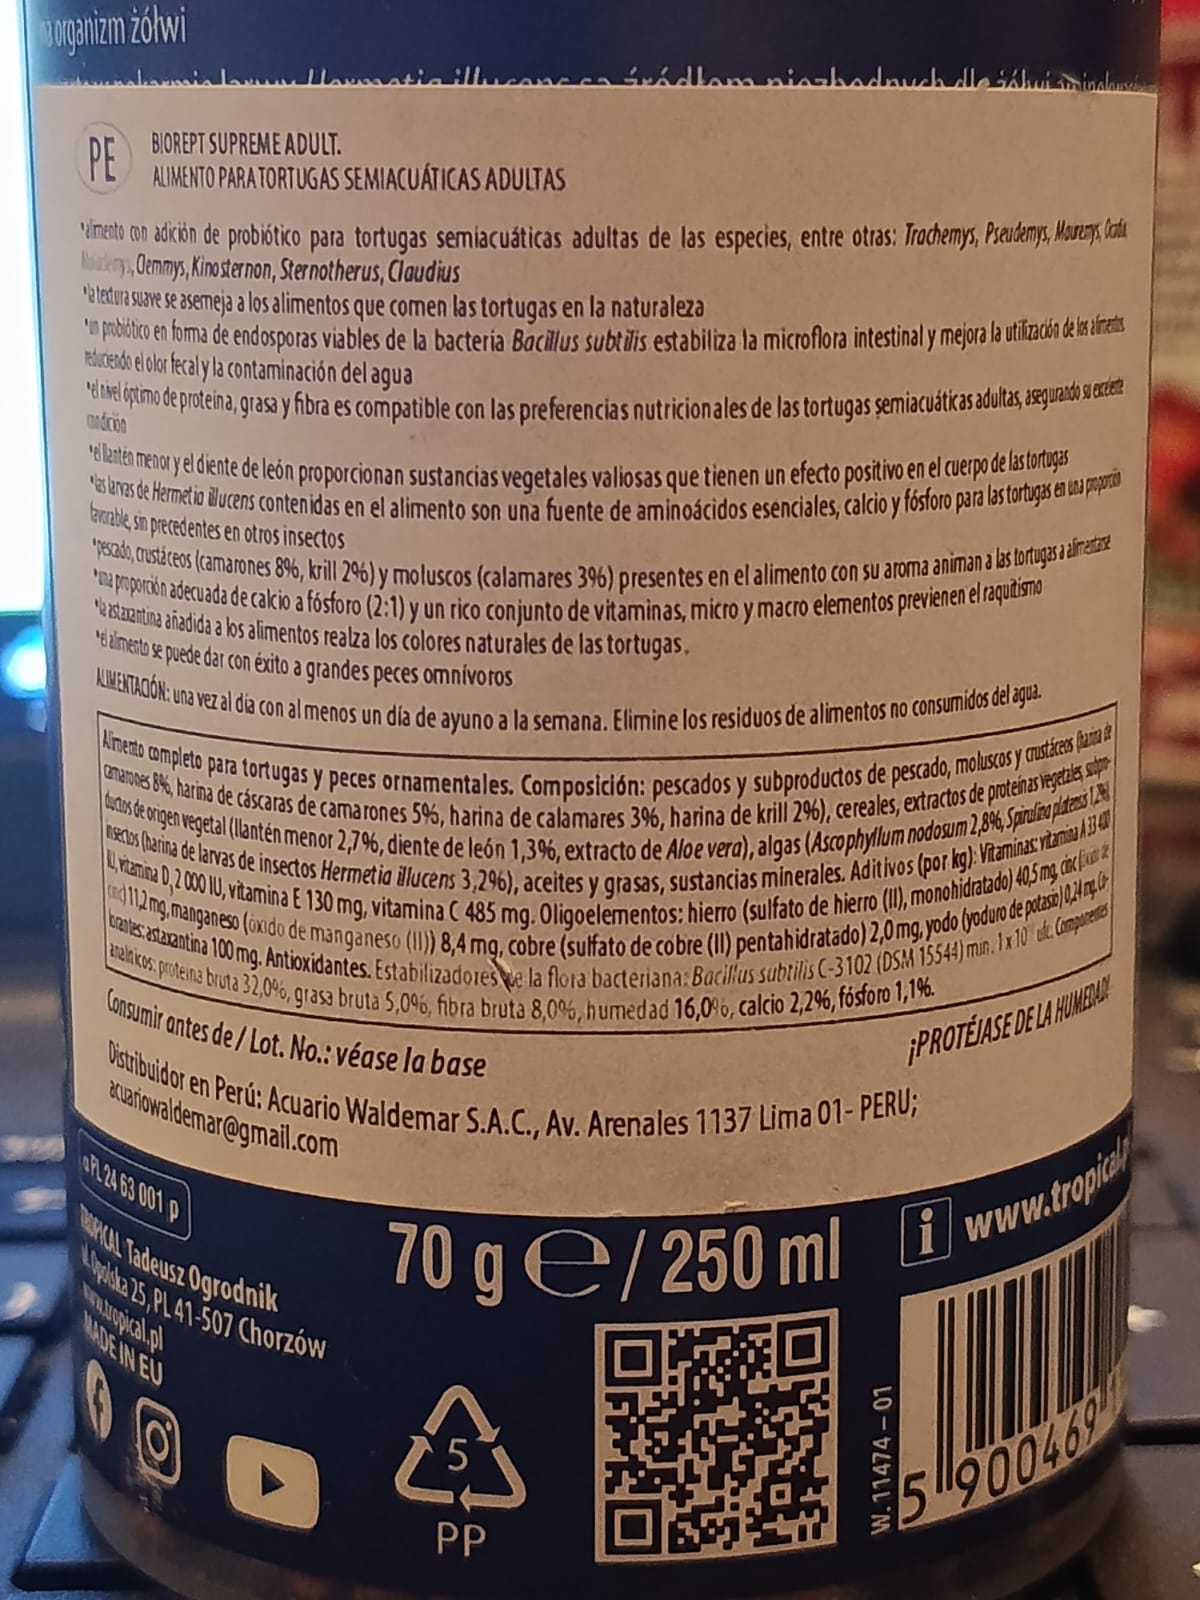 na organizm żółwi
Hermetia illucens są źródłem niezbędnych dla żółwi
PE
BIOREPT SUPREME ADULT.
ALIMENTO PARA TORTUGAS SEMIACUÁTICAS ADULTAS
*alimento con adición de probiótico para tortugas semiacuáticas adultas de las especies, entre otras: Trachemys, Pseudemys, Mauremys, Ocadia,
Clemmys, Kinosternon, Sternotherus, Claudius
*la textura suave se asemeja a los alimentos que comen las tortugas en la naturaleza
*un probiótico en forma de endosporas viables de la bacteria Bacillus subtilis estabiliza la microflora intestinal y mejora la utilización de los alimentos,
reduciendo el olor fecal y la contaminación del agua
*el nivel óptimo de proteína, grasa y fibra es compatible con las preferencias nutricionales de las tortugas semiacuáticas adultas, asegurando su excelente
condición
*el llantén menor y el diente de león proporcionan sustancias vegetales valiosas que tienen un efecto positivo en el cuerpo de las tortugas
*las larvas de Hermetia illucens contenidas en el alimento son una fuente de aminoácidos esenciales, calcio y fósforo para las tortugas en una proporción
favorable, sin precedentes en otros insectos
*pescado, crustáceos (camarones 8%, krill 2%) y moluscos (calamares 3%) presentes en el alimento con su aroma animan a las tortugas a alimentarse
*una proporción adecuada de calcio a fósforo (2:1) y un rico conjunto de vitaminas, micro y macro elementos previenen el raquitismo
*la astaxantina añadida a los alimentos realza los colores naturales de las tortugas.
*el alimento se puede dar con éxito a grandes peces omnívoros
ALIMENTACIÓN: una vez al día con al menos un día de ayuno a la semana. Elimine los residuos de alimentos no consumidos del agua.
Alimento completo para tortugas y peces ornamentales. Composición: pescados y subproductos de pescado, moluscos y crustáceos (harina de
camarones 8%, harina de cáscaras de camarones 5%, harina de calamares 3%, harina de krill 2%), cereales, extractos de proteínas vegetales, subpro-
ductos de origen vegetal (llantén menor 2,7%, diente de león 1,3%, extracto de Aloe vera), algas (Ascophyllum nodosum 2,8%, Spirulina platensis 1,2%),
insectos (harina de larvas de insectos Hermetia illucens 3,2%), aceites y grasas, sustancias minerales. Aditivos (por kg): Vitaminas: vitamina A 33 400
IU, vitamina D, 2 000 IU, vitamina E 130 mg, vitamina C 485 mg. Oligoelementos: hierro (sulfato de hierro (II), monohidratado) 40,5 mg, cinc (óxido de
cinc) 11,2 mg, manganeso (óxido de manganeso (II)) 8,4 mg, cobre (sulfato de cobre (II) pentahidratado) 2,0 mg, yodo (yoduro de potasio) 0,24 mg. Co-
lorantes: astaxantina 100 mg. Antioxidantes. Estabilizadores de la flora bacteriana: Bacillus subtilis C-3102 (DSM 15544) min. 1 x 10 ufc. Componentes
analíticos: proteína bruta 32,0%, grasa bruta 5,0%, fibra bruta 8,0%, humedad 16,0%, calcio 2,2%, fósforo 1,1%.
Consumir antes de / Lot. No.: véase la base
¡PROTÉJASE DE LA HUMEDAD!
Distribuidor en Perú: Acuario Waldemar S.A.C., Av. Arenales 1137 Lima 01- PERU;
acuariowaldemar@gmail.com
α PL 24 63 001 p
TROPICAL Tadeusz Ogrodnik
ul. Opolska 25, PL 41-507 Chorzów
www.tropical.pl
MADE IN EU
70 g e / 250 ml
i www.tropical.p
5
PP
W. 11474-01
5 900469